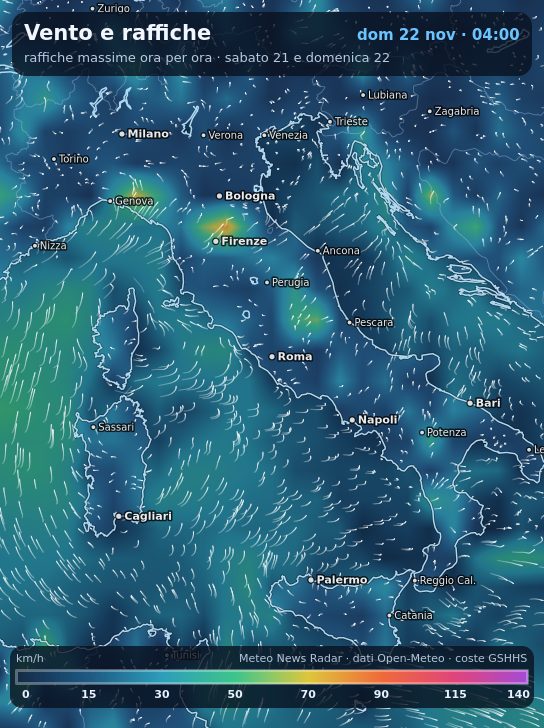 Zurigo
Vento e raffiche
dom 22 nov · 04:00
raffiche massime ora per ora · sabato 21 e domenica 22
Lubiana
Zagabria
Trieste
Milano
Verona
Venezia
Torino
Genova
Bologna
Nizza
Firenze
Ancona
Perugia
Pescara
Roma
Bari
Napoli
Sassari
Potenza
Le
Cagliari
Palermo
Reggio Cal.
Catania
Tunisi
km/h
Meteo News Radar · dati Open-Meteo · coste GSHHS
0 15 30 50 70 90 115 140